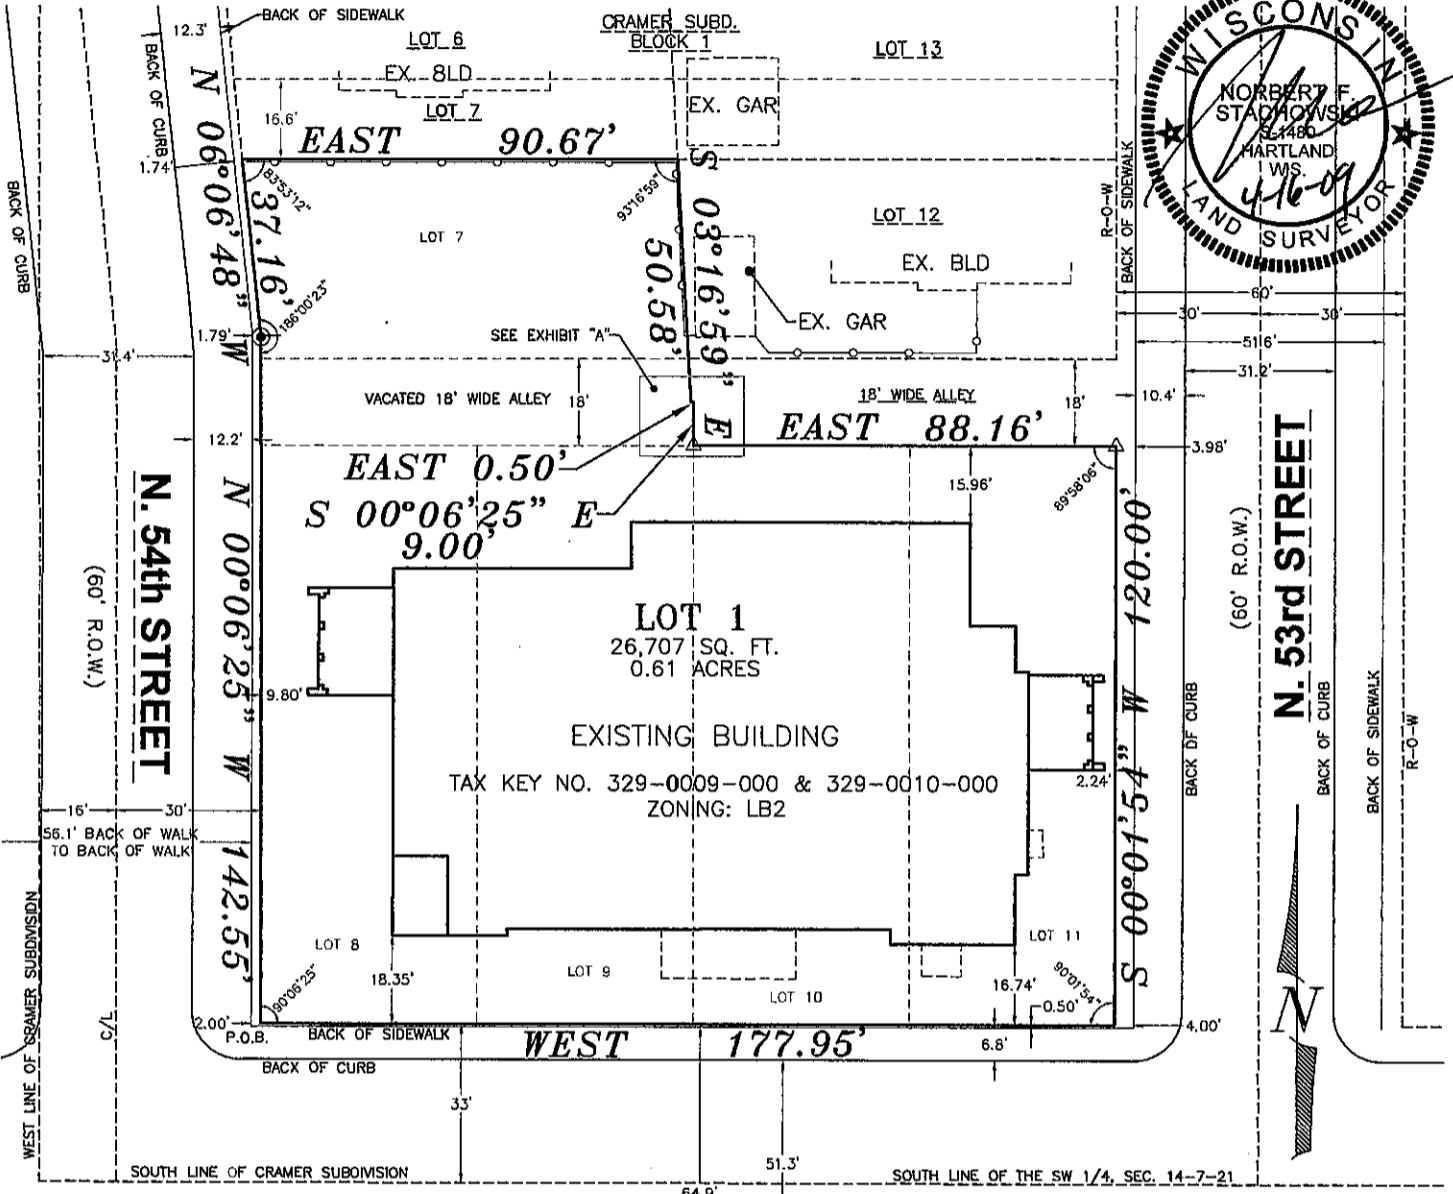 12.3'
BACK OF SIDEWALK
CRAMER SUBD.
BLOCK 1
LOT 6
LOT 13
EX. BLD
LOT 7
EX. GAR
16.6'
EAST 90.67'
BACK OF CURB
BACK OF CURB
1.74'
N 06°06'48" W
37.16'
83°53'12"
93°16'59"
LOT 7
S 03°16'59" E
50.58'
LOT 12
EX. BLD
EX. GAR
R-O-W
BACK OF SIDEWALK
WISCONSIN
NORBERT F.
STACHOWSKI
S-1480
HARTLAND
WIS.
4-16-09
LAND SURVEYOR
60'
30'
30'
51.6'
31.2'
10.4'
3.98'
1.79'
186°00'23"
31.4'
SEE EXHIBIT "A"
VACATED 18' WIDE ALLEY
18'
18' WIDE ALLEY
18'
12.2'
EAST 88.16'
EAST 0.50'
S 00°06'25" E
9.00'
15.96'
89°58'06"
N. 54th STREET
(60' R.O.W.)
N 00°06'25" W 142.55'
LOT 1
26,707 SQ. FT.
0.61 ACRES
EXISTING BUILDING
TAX KEY NO. 329-0009-000 & 329-0010-000
ZONING: LB2
9.80'
2.24'
S 00°01'54" W 120.00'
N. 53rd STREET
(60' R.O.W.)
BACK OF CURB
BACK OF CURB
BACK OF SIDEWALK
R-O-W
16'
30'
56.1' BACK OF WALK
TO BACK OF WALK
WEST LINE OF CRAMER SUBDIVISION
C/L
LOT 8
LOT 9
LOT 10
LOT 11
90°06'25"
18.35'
16.74'
90°01'54"
0.50'
2.00'
P.O.B.
BACK OF SIDEWALK
WEST 177.95'
6.8'
4.00'
BACK OF CURB
N
33'
51.3'
64.9'
SOUTH LINE OF CRAMER SUBDIVISION
SOUTH LINE OF THE SW 1/4, SEC. 14-7-21